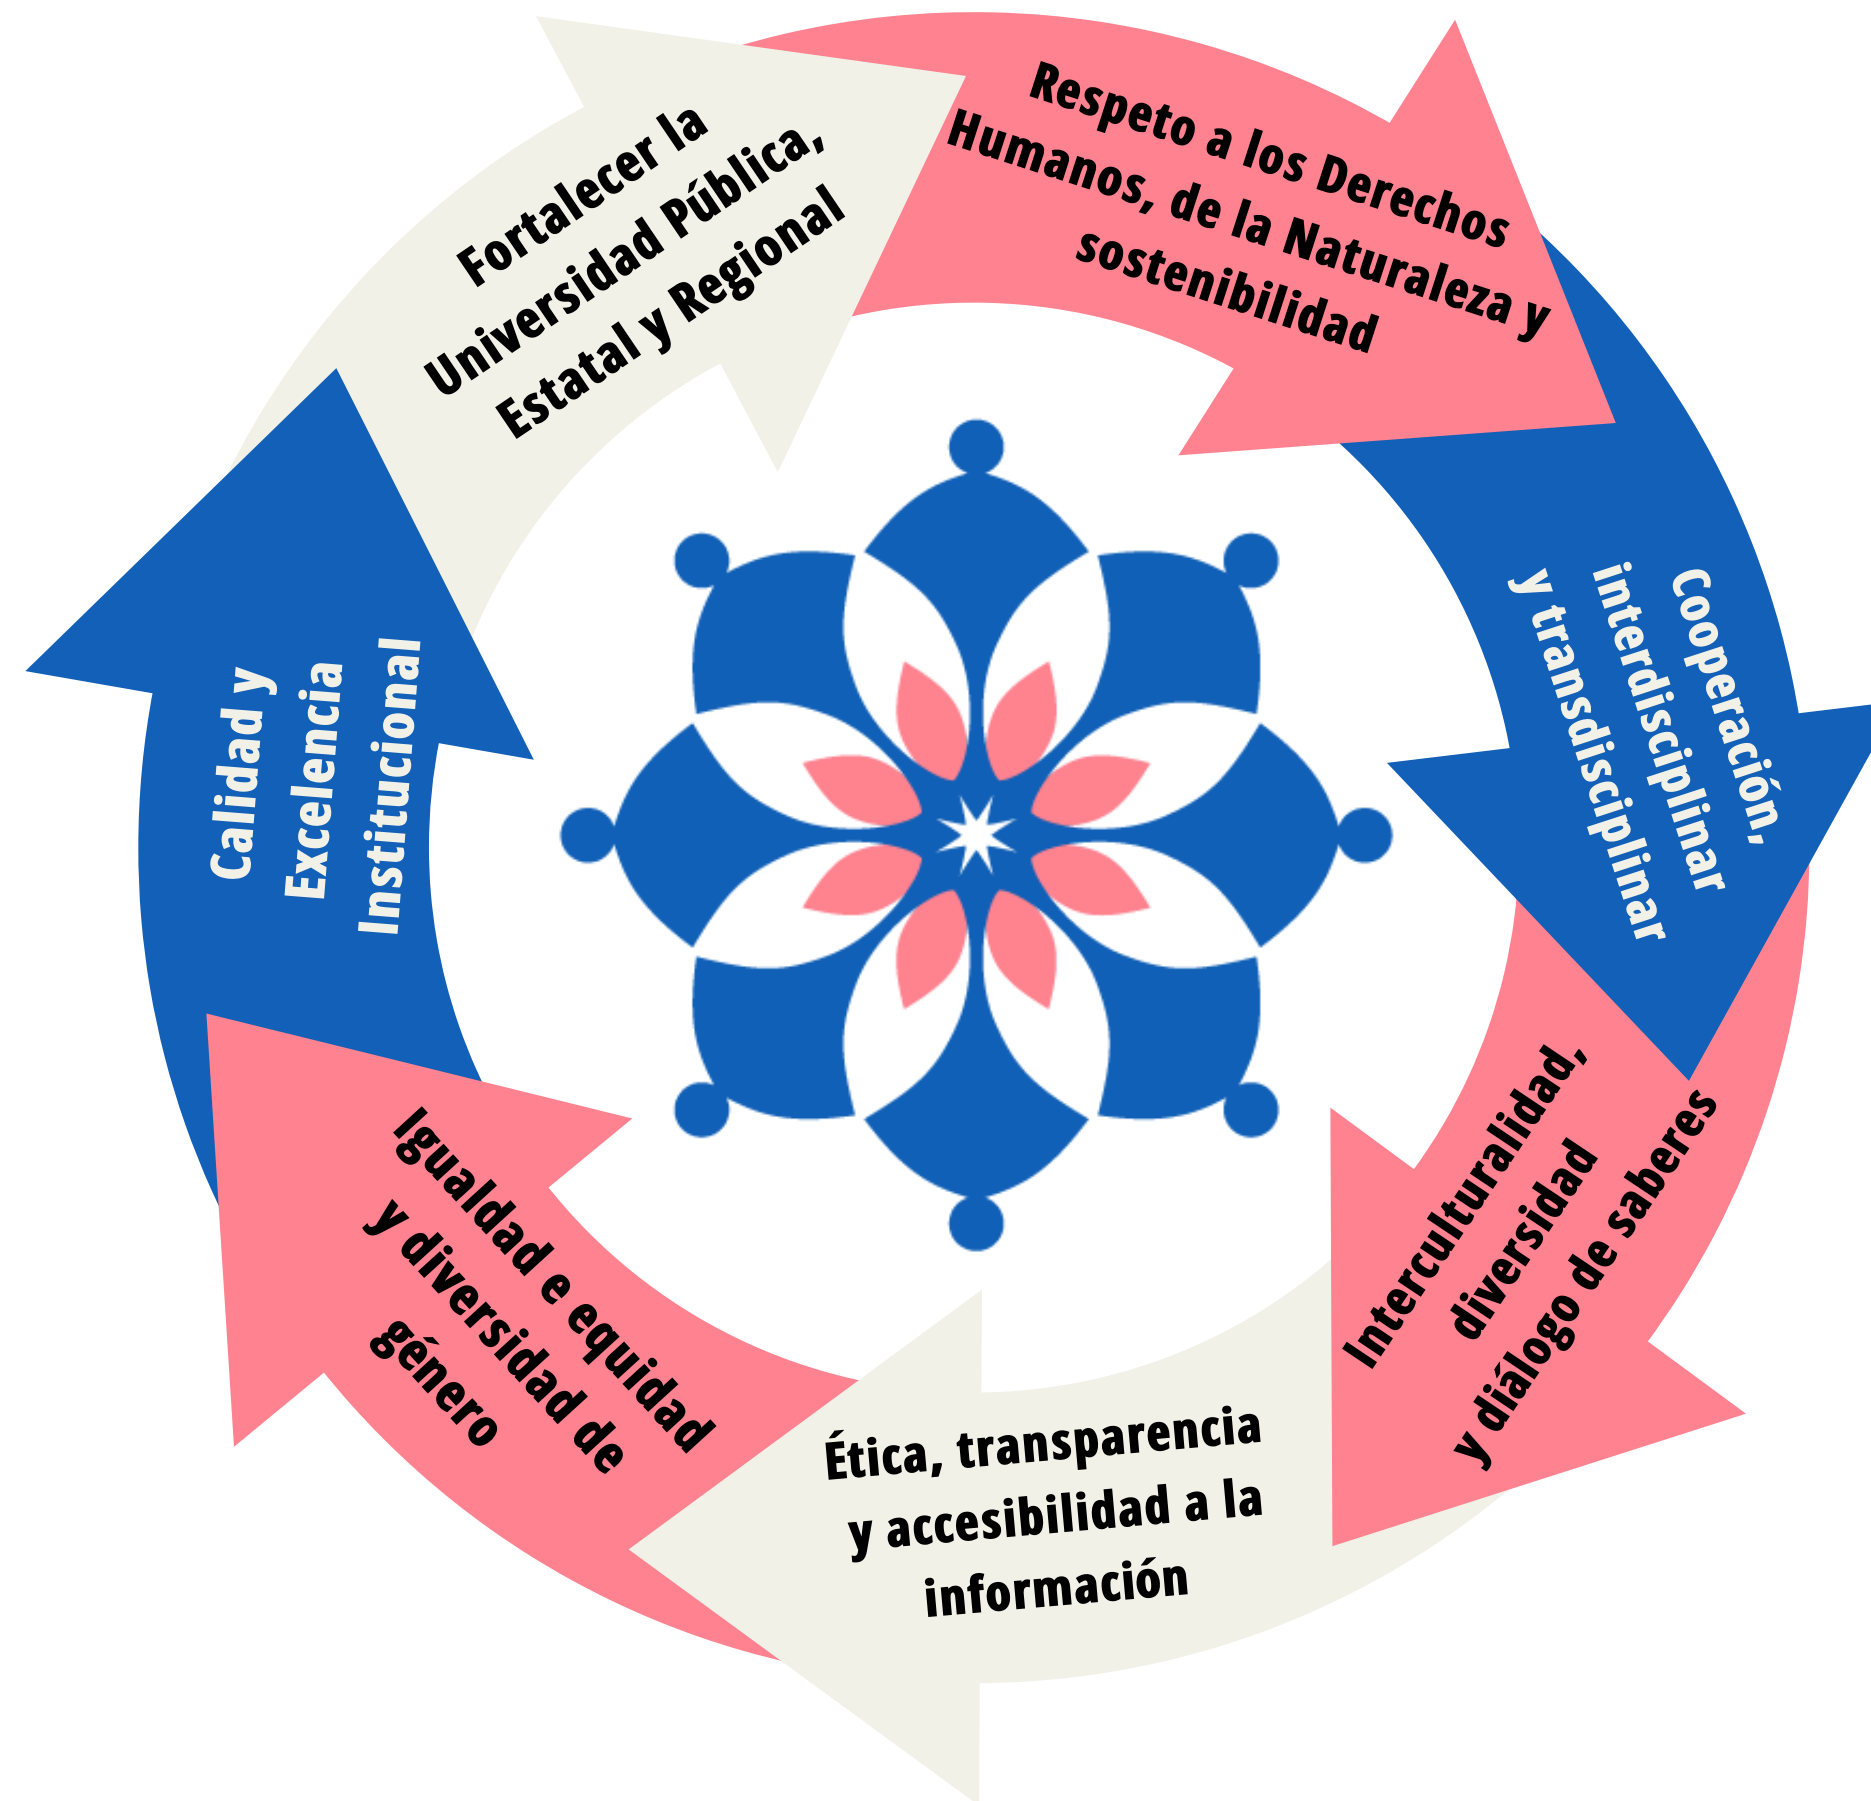 Fortalecer la
Universidad Pública,
Estatal y Regional
Respeto a los Derechos
Humanos, de la Naturaleza y
sostenibilidad
Cooperación,
interdisciplinar
y transdisciplinar
Interculturalidad,
diversidad
y diálogo de saberes
Ética, transparencia
y accesibilidad a la
información
Igualdad e equidad
y diversidad de
género
Calidad y
Excelencia
Institucional